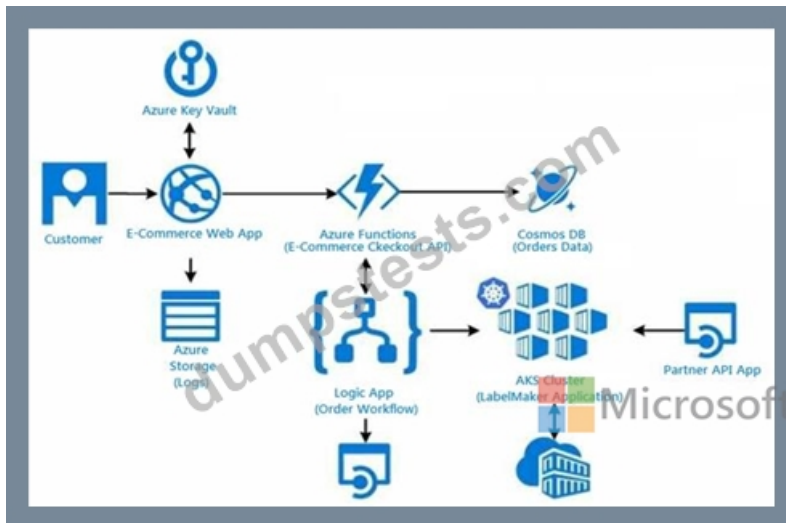 Azure Key Vault
Customer
E-Commerce Web App
Azure Functions
(E-Commerce Ckeckout API)
Cosmos DB
(Orders Data)
Azure
Storage
(Logs)
Logic App
(Order Workflow)
AKS Cluster
(LabelMaker Application)
Partner API App
Microsoft
dumpstests.com